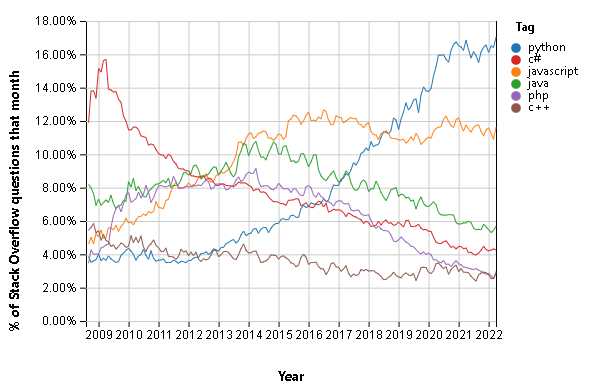 18.00%
16.00%
14.00%
12.00%
10.00%
8.00%
6.00%
4.00%
2.00%
0.00%
% of Stack Overflow questions that month
2009 2010 2011 2012 2013 2014 2015 2016 2017 2018 2019 2020 2021 2022
Year
Tag
python
c#
javascript
java
php
c++